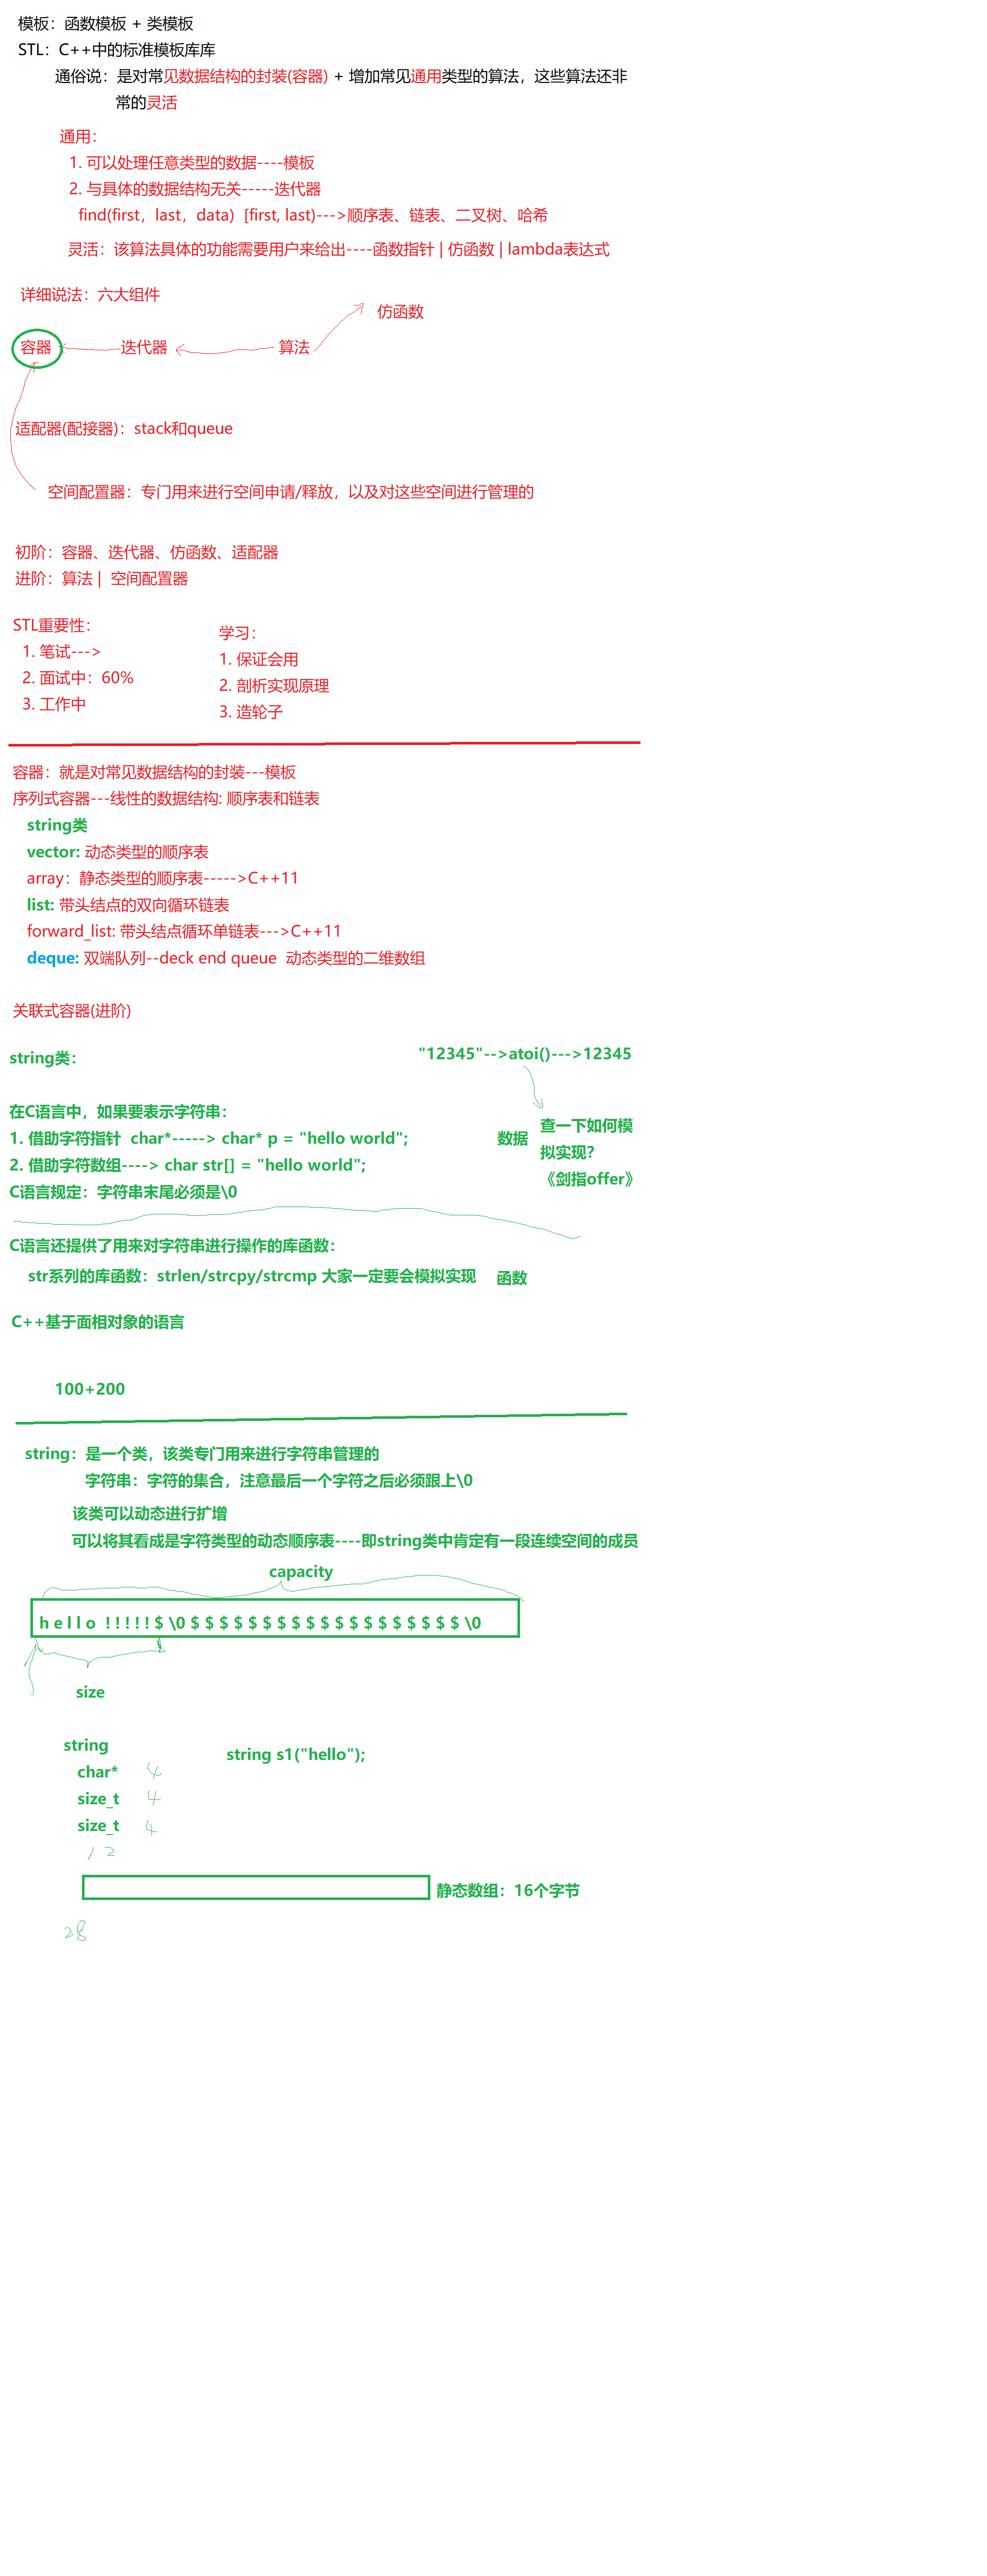 模板：函数模板 + 类模板
STL：C++中的标准模板库库
通俗说：是对常见数据结构的封装(容器) + 增加常见通用类型的算法，这些算法还非
常的灵活
通用：
1. 可以处理任意类型的数据----模板
2. 与具体的数据结构无关-----迭代器
find(first，last，data)  [first, last)--->顺序表、链表、二叉树、哈希
灵活：该算法具体的功能需要用户来给出----函数指针 | 仿函数 | lambda表达式
详细说法：六大组件
仿函数
容器 迭代器 算法
适配器(配接器)：stack和queue
空间配置器：专门用来进行空间申请/释放，以及对这些空间进行管理的
初阶：容器、迭代器、仿函数、适配器
进阶：算法 |  空间配置器
STL重要性：
1. 笔试--->
2. 面试中：60%
3. 工作中
学习：
1. 保证会用
2. 剖析实现原理
3. 造轮子
容器：就是对常见数据结构的封装---模板
序列式容器---线性的数据结构: 顺序表和链表
string类
vector: 动态类型的顺序表
array：静态类型的顺序表----->C++11
list: 带头结点的双向循环链表
forward_list: 带头结点循环单链表--->C++11
deque: 双端队列--deck end queue  动态类型的二维数组
关联式容器(进阶)
string类：
"12345"-->atoi()--->12345
查一下如何模
拟实现？
《剑指offer》
在C语言中，如果要表示字符串：
1. 借助字符指针  char*-----> char* p = "hello world";
数据
2. 借助字符数组----> char str[] = "hello world";
C语言规定：字符串末尾必须是\0
C语言还提供了用来对字符串进行操作的库函数：
str系列的库函数：strlen/strcpy/strcmp 大家一定要会模拟实现
函数
C++基于面相对象的语言
100+200
string：是一个类，该类专门用来进行字符串管理的
字符串：字符的集合，注意最后一个字符之后必须跟上\0
该类可以动态进行扩增
可以将其看成是字符类型的动态顺序表----即string类中肯定有一段连续空间的成员
capacity
h e l l o  ! ! ! ! ! $ \0 $ $ $ $ $ $ $ $ $ $ $ $ $ $ $ $ $ $ $ \0
size
string
string s1("hello");
char* 4
size_t 4
size_t 4
12
静态数组：16个字节
28